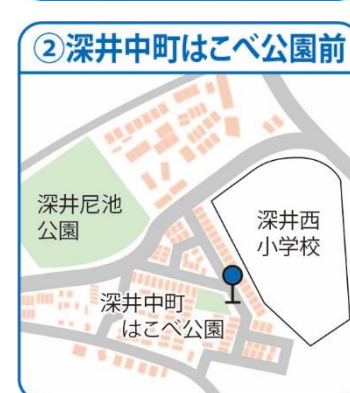 ②深井中町はこべ公園前
深井尼池
公園
深井西
小学校
深井中町
はこべ公園